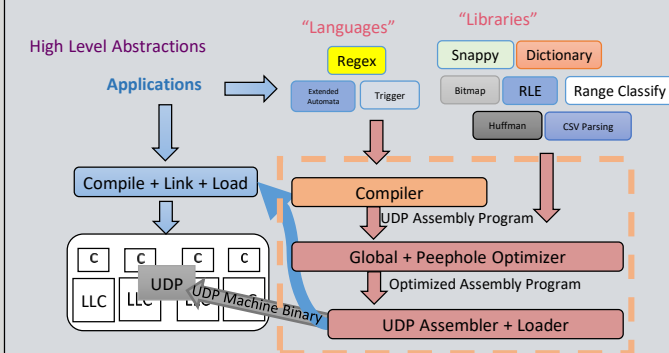 “Languages”
“Libraries”
High Level Abstractions
Regex
Snappy
Dictionary
Applications
Extended
Automata
Trigger
Bitmap
RLE
Range Classify
Huffman
CSV Parsing
Compile + Link + Load
Compiler
UDP Assembly Program
Global + Peephole Optimizer
Optimized Assembly Program
UDP Assembler + Loader
C
C
C
C
UDP
LLC
LLC
LLC
LLC
UDP Machine Binary